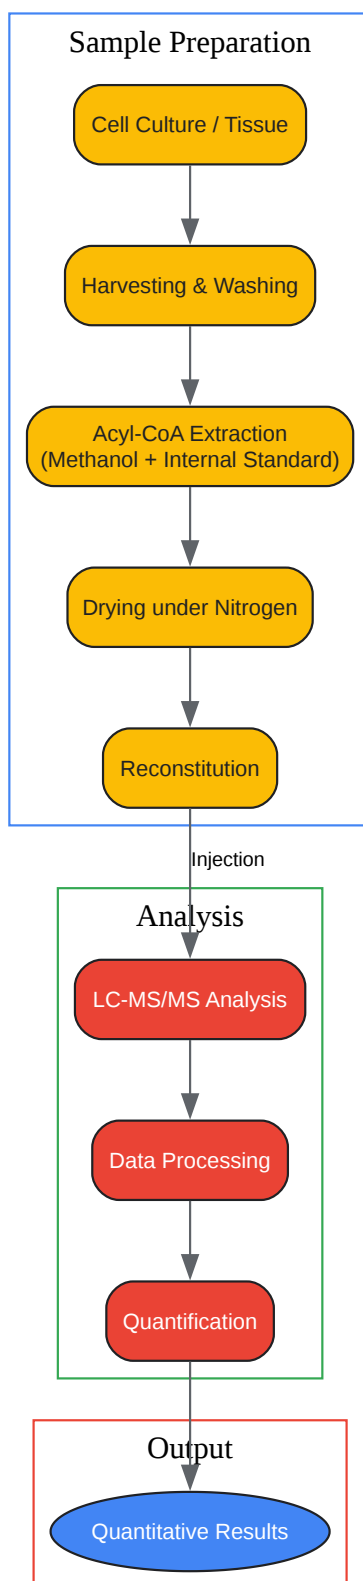 Sample Preparation
Cell Culture / Tissue
Harvesting & Washing
Acyl-CoA Extraction
(Methanol + Internal Standard)
Drying under Nitrogen
Reconstitution
Injection
Analysis
LC-MS/MS Analysis
Data Processing
Quantification
Output
Quantitative Results